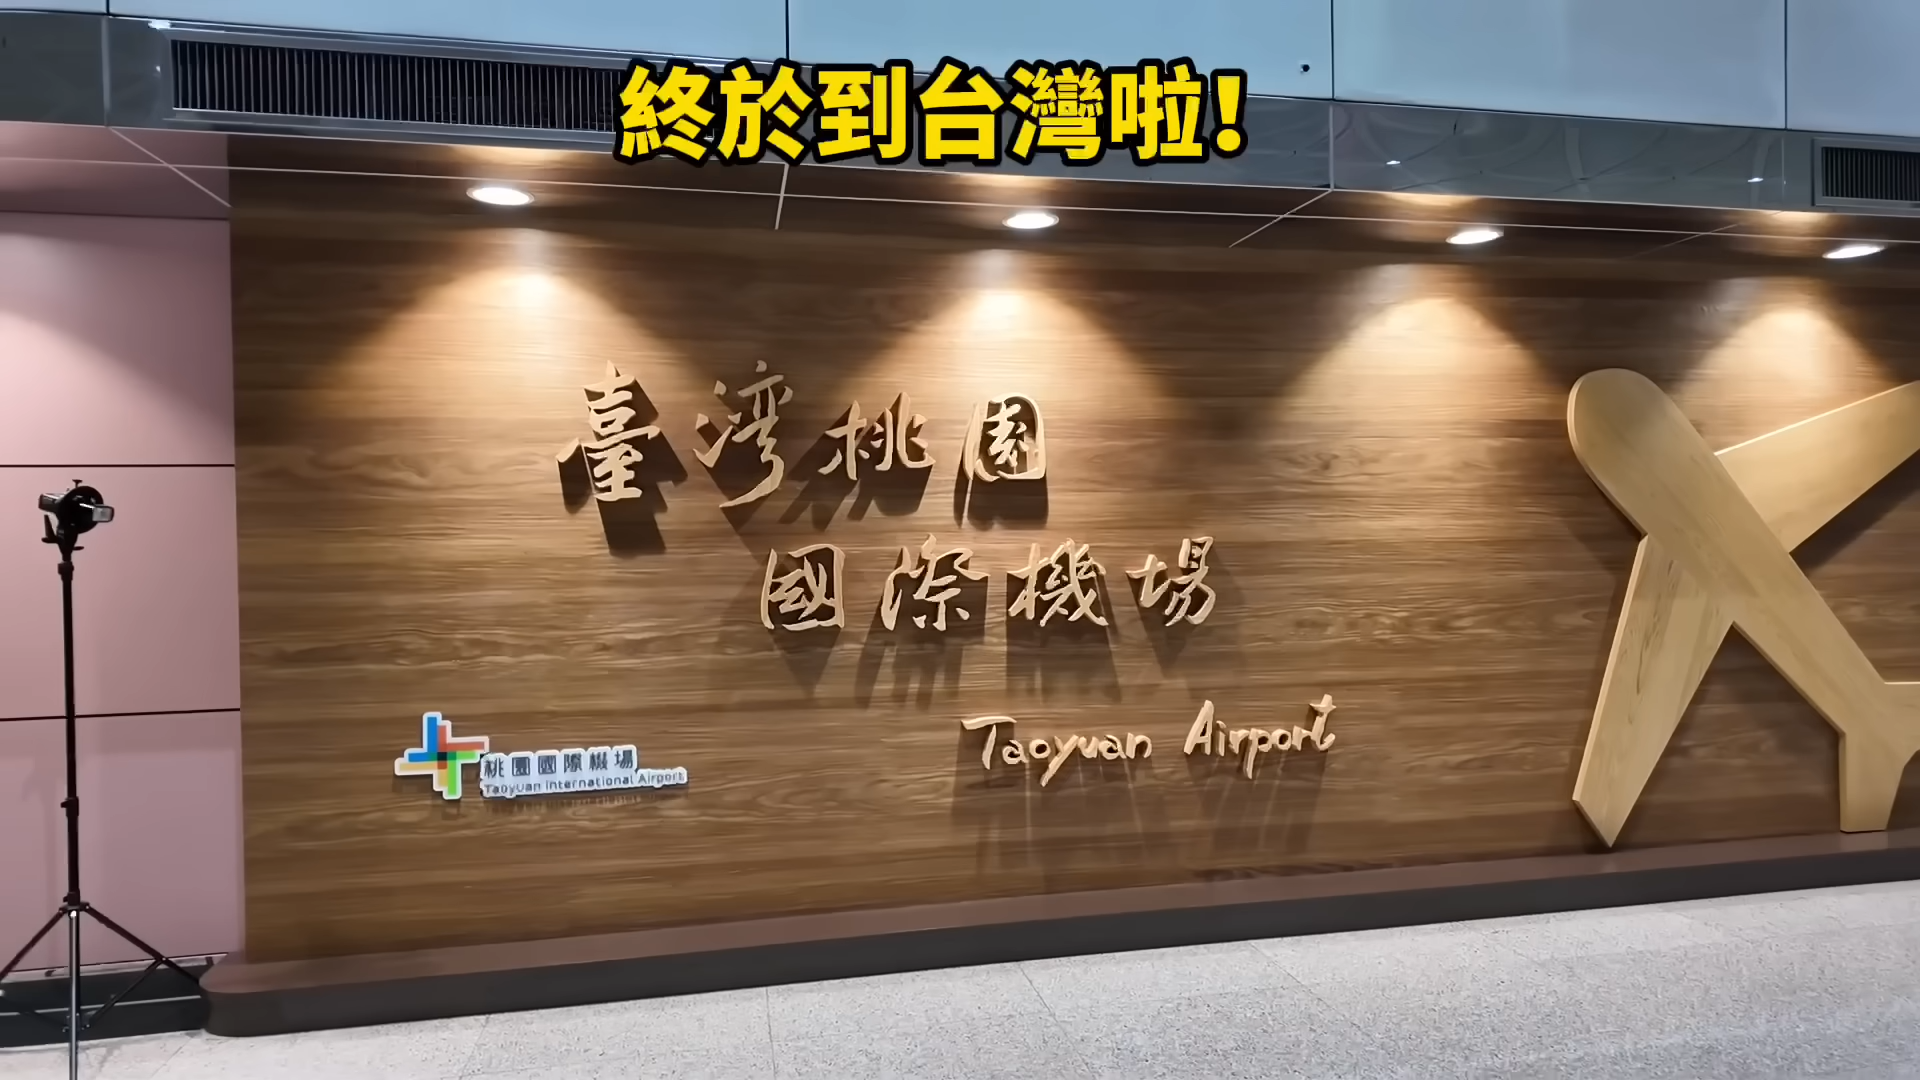 終於到台灣啦！
臺灣桃園
國際機場
Taoyuan Airport
桃園國際機場
Taoyuan International Airport